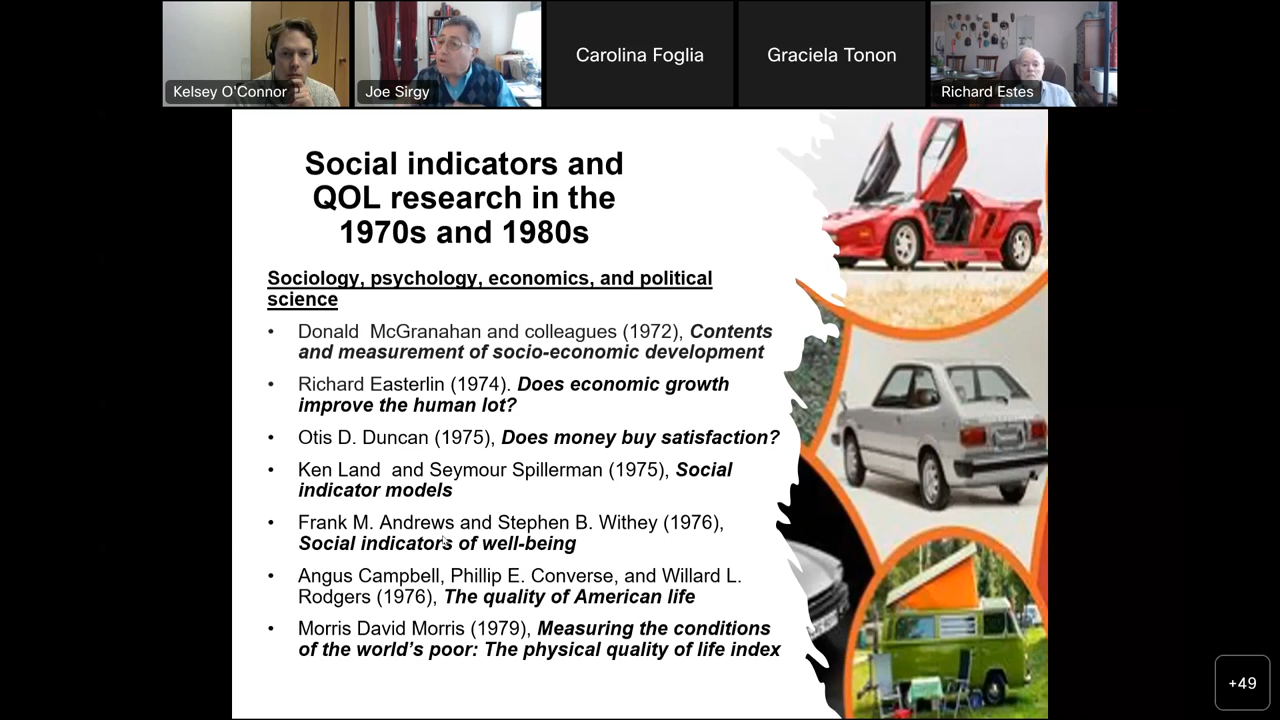 Kelsey O'Connor
Joe Sirgy
Carolina Foglia
Graciela Tonon
Richard Estes
Social indicators and
QOL research in the
1970s and 1980s
Sociology, psychology, economics, and political
science
• Donald  McGranahan and colleagues (1972), Contents
and measurement of socio-economic development
• Richard Easterlin (1974). Does economic growth
improve the human lot?
• Otis D. Duncan (1975), Does money buy satisfaction?
• Ken Land  and Seymour Spillerman (1975), Social
indicator models
• Frank M. Andrews and Stephen B. Withey (1976),
Social indicators of well-being
• Angus Campbell, Phillip E. Converse, and Willard L.
Rodgers (1976), The quality of American life
• Morris David Morris (1979), Measuring the conditions
of the world’s poor: The physical quality of life index
+49